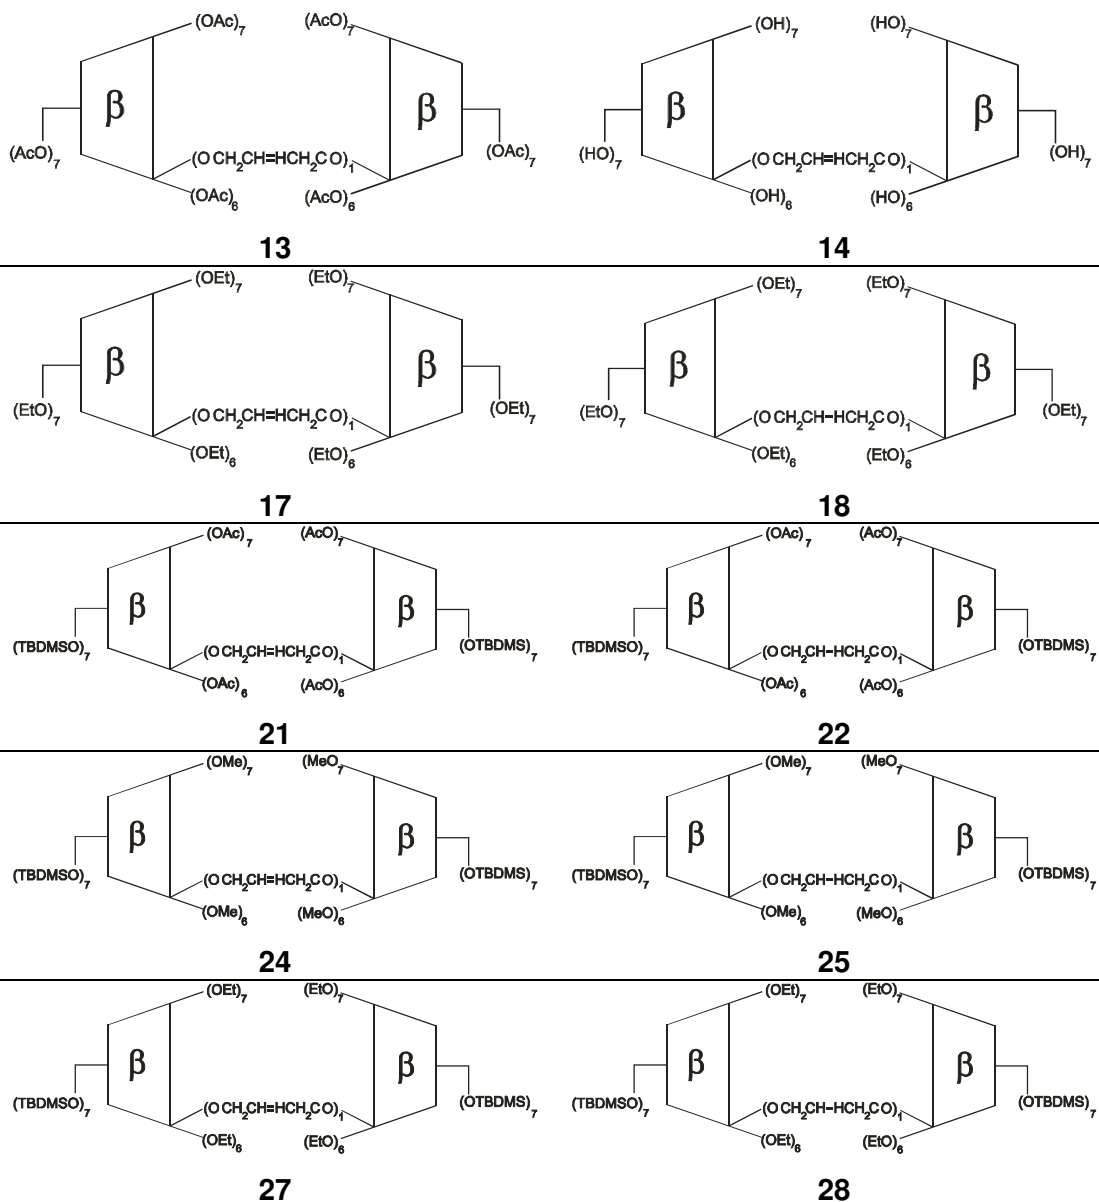 (OAc)7 (AcO)7 (OH)7 (HO)7
β β β β
(AcO)7 (OAc)7 (HO)7 (OH)7
(OCH2CH=HCH2CO)1 (OCH2CH=HCH2CO)1
(OAc)6 (AcO)6 (OH)6 (HO)6
13 14
(OEt)7 (EtO)7 (OEt)7 (EtO)7
β β β β
(EtO)7 (OEt)7 (EtO)7 (OEt)7
(OCH2CH=HCH2CO)1 (OCH2CH-HCH2CO)1
(OEt)6 (EtO)6 (OEt)6 (EtO)6
17 18
(OAc)7 (AcO)7 (OAc)7 (AcO)7
β β β β
(TBDMSO)7 (OTBDMS)7 (TBDMSO)7 (OTBDMS)7
(OCH2CH=HCH2CO)1 (OCH2CH-HCH2CO)1
(OAc)6 (AcO)6 (OAc)6 (AcO)6
21 22
(OMe)7 (MeO7 (OMe)7 (MeO7
β β β β
(TBDMSO)7 (OTBDMS)7 (TBDMSO)7 (OTBDMS)7
(OCH2CH=HCH2CO)1 (OCH2CH-HCH2CO)1
(OMe)6 (MeO)6 (OMe)6 (MeO)6
24 25
(OEt)7 (EtO)7 (OEt)7 (EtO)7
β β β β
(TBDMSO)7 (OTBDMS)7 (TBDMSO)7 (OTBDMS)7
(OCH2CH=HCH2CO)1 (OCH2CH-HCH2CO)1
(OEt)6 (EtO)6 (OEt)6 (EtO)6
27 28